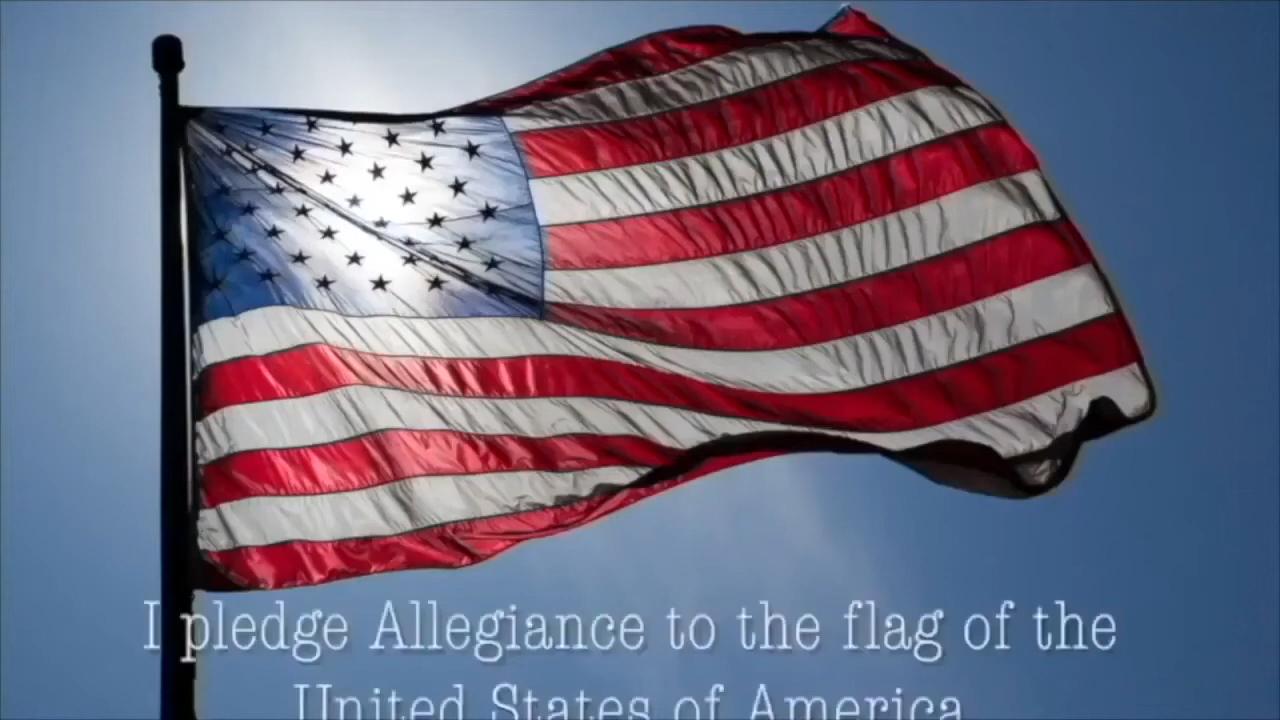 I pledge Allegiance to the flag of the
United States of America